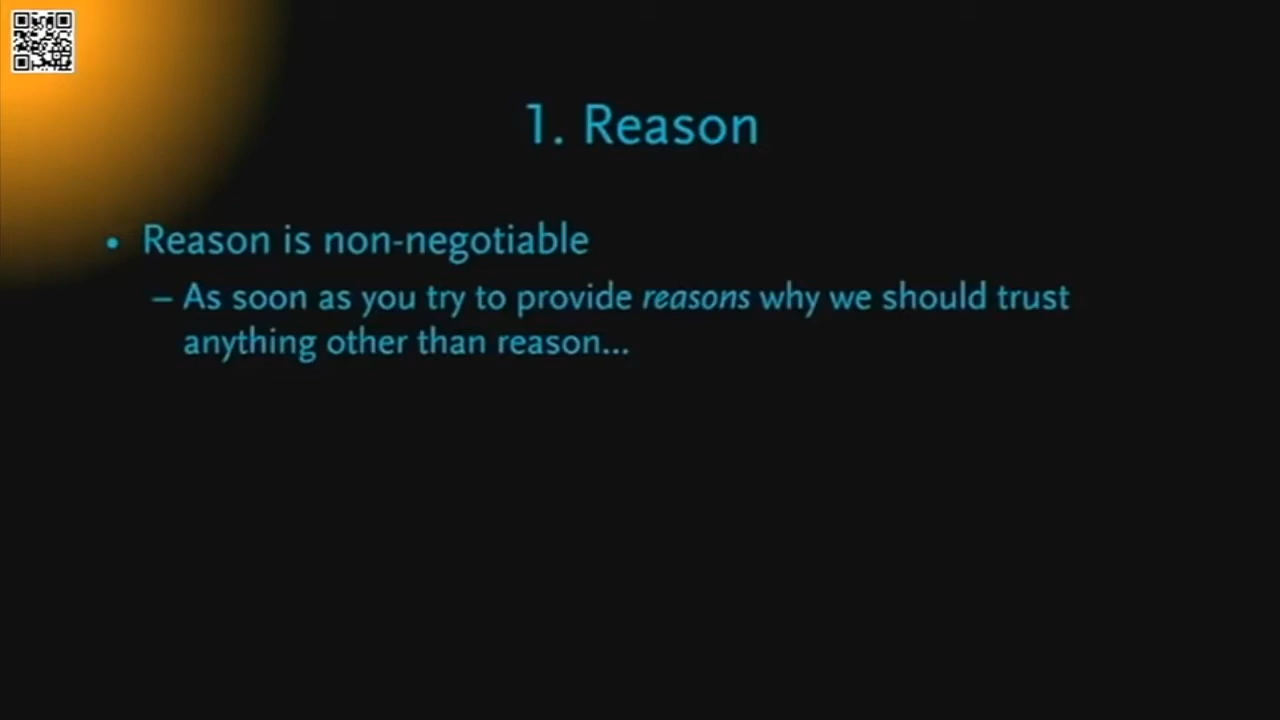 1. Reason
• Reason is non-negotiable
– As soon as you try to provide reasons why we should trust
anything other than reason...